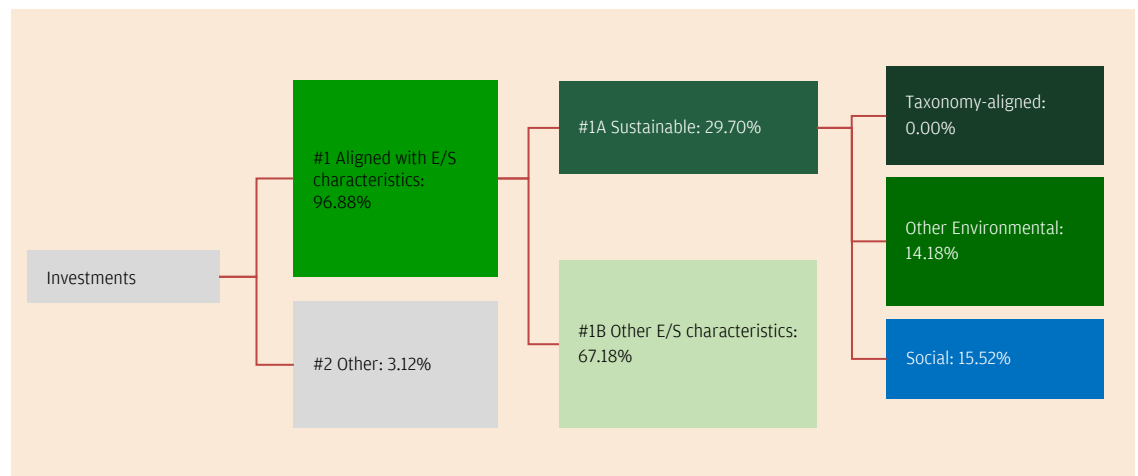 Investments
#1 Aligned with E/S
characteristics:
96.88%
#2 Other: 3.12%
#1A Sustainable: 29.70%
#1B Other E/S characteristics:
67.18%
Taxonomy-aligned:
0.00%
Other Environmental:
14.18%
Social: 15.52%